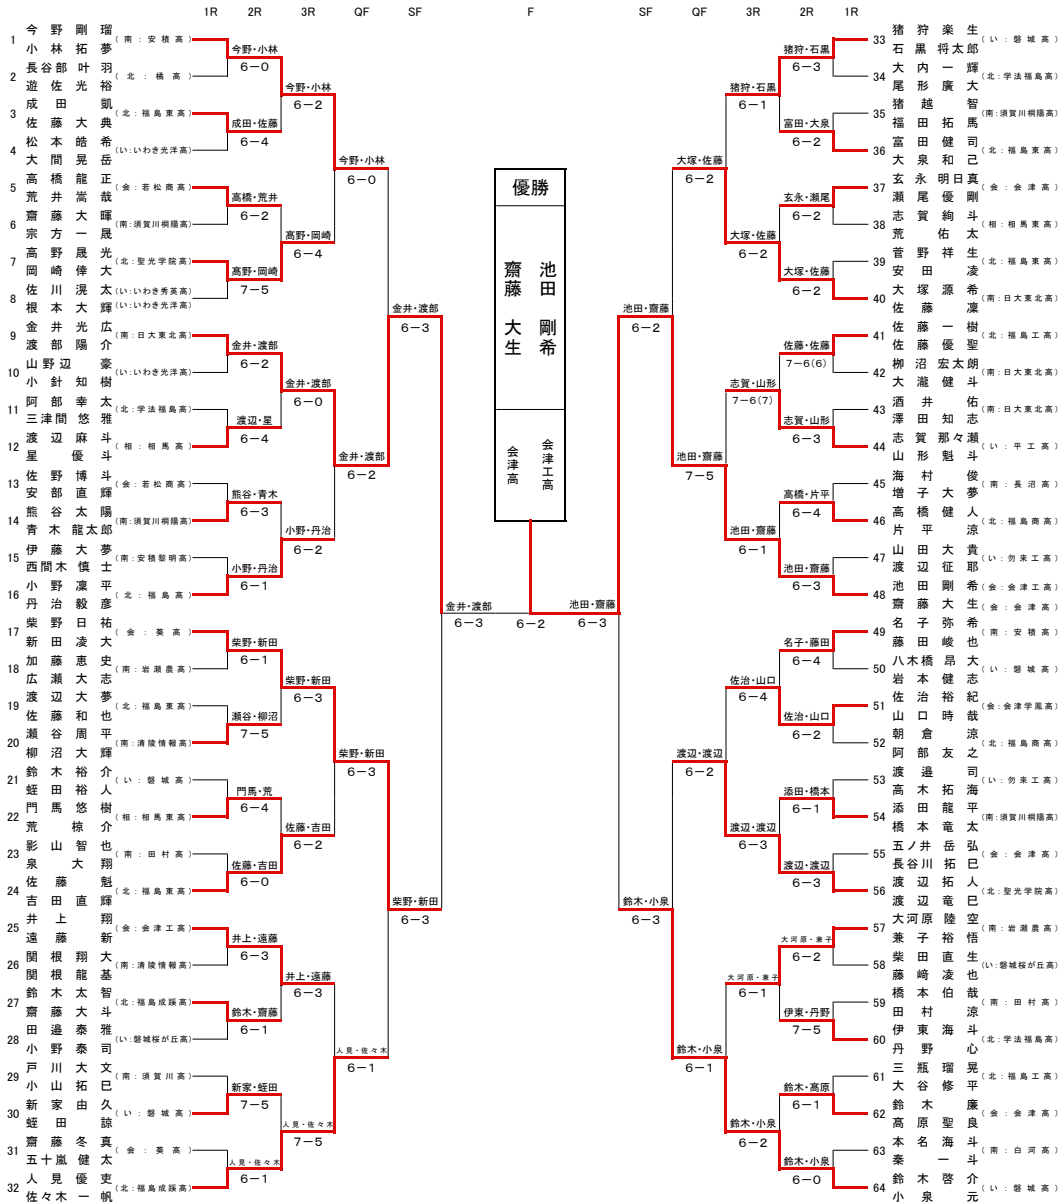 1R 2R 3R QF SF F SF QF 3R 2R 1R
1 今野剛瑠 小林拓夢 (南:安積高)
2 長谷部叶羽 遊佐光裕 (北:橘高)
3 成田凱 佐藤大典 (北:福島東高)
4 松本皓希 大間晃岳 (い:いわき光洋高)
5 高橋龍正 荒井嵩哉 (会:若松商高)
6 齋藤大暉 宗方一晟 (南:須賀川桐陽高)
7 高野晟光 岡崎倖大 (北:聖光学院高)
8 佐川滉太 (い:いわき秀英高) 根本大輝 (い:いわき光洋高)
9 金井光広 渡部陽介 (南:日大東北高)
10 山野辺豪 小針知樹 (い:いわき光洋高)
11 阿部幸太 三津間悠雅 (北:学法福島高)
12 渡辺麻斗 星優斗 (相:相馬高)
13 佐野博斗 安部直輝 (会:若松商高)
14 熊谷太陽 青木龍太郎 (南:須賀川桐陽高)
15 伊藤大夢 西間木慎士 (南:安積黎明高)
16 小野凜平 丹治毅彦 (北:福島高)
17 柴野日祐 新田凌大 (会:葵高)
18 加藤恵史 広瀬大志 (南:岩瀬農高)
19 渡辺大夢 佐藤和也 (北:福島東高)
20 瀬谷周平 柳沼大輝 (南:清陵情報高)
21 鈴木裕介 蛭田裕人 (い:磐城高)
22 門馬悠樹 荒椋介 (相:相馬東高)
23 影山智也 泉大翔 (南:田村高)
24 佐藤魁 吉田直輝 (北:福島東高)
25 井上翔 遠藤新 (会:会津工高)
26 関根翔大 関根龍基 (南:清陵情報高)
27 鈴木太智 齋藤大斗 (北:福島成蹊高)
28 田邉泰雅 小野泰司 (い:磐城桜が丘高)
29 戸川大文 小山拓巳 (南:須賀川高)
30 新家由久 蛭田諒 (い:磐城高)
31 齋藤冬真 五十嵐健太 (会:葵高)
32 人見優吏 佐々木一帆 (北:福島成蹊高)
今野・小林 6-0
成田・佐藤 6-4
高橋・荒井 6-2
髙野・岡崎 7-5
金井・渡部 6-2
渡辺・星 6-4
熊谷・青木 6-3
小野・丹治 6-1
柴野・新田 6-1
瀬谷・柳沼 7-5
門馬・荒 6-4
佐藤・吉田 6-0
井上・遠藤 6-3
鈴木・齋藤 6-1
新家・蛭田 7-5
人見・佐々木 6-1
今野・小林 6-2
髙野・岡崎 6-4
金井・渡部 6-0
小野・丹治 6-2
柴野・新田 6-3
佐藤・吉田 6-2
井上・遠藤 6-3
人見・佐々木 7-5
今野・小林 6-0
金井・渡部 6-2
柴野・新田 6-3
人見・佐々木 6-1
金井・渡部 6-3
柴野・新田 6-3
金井・渡部 6-3
優勝
池田剛希
齋藤大生
会津工高
会津高
6-2
池田・齋藤 6-3
池田・齋藤 6-2
鈴木・小泉 6-3
大塚・佐藤 6-2
池田・齋藤 7-5
渡辺・渡辺 6-2
鈴木・小泉 6-1
猪狩・石黒 6-1
大塚・佐藤 6-2
志賀・山形 7-6(7)
池田・齋藤 6-1
佐治・山口 6-4
渡辺・渡辺 6-3
大河原・兼子 6-1
鈴木・小泉 6-2
猪狩・石黒 6-3
富田・大泉 6-2
玄永・瀬尾 6-2
大塚・佐藤 6-2
佐藤・佐藤 7-6(6)
志賀・山形 6-3
高橋・片平 6-4
池田・齋藤 6-3
名子・藤田 6-4
佐治・山口 6-2
添田・橋本 6-1
渡辺・渡辺 6-3
大河原・兼子 6-2
伊東・丹野 7-5
鈴木・髙原 6-1
鈴木・小泉 6-0
33 猪狩楽生 石黒将太郎 (い:磐城高)
34 大内一輝 尾形廣大 (北:学法福島高)
35 猪越智 福田拓馬 (南:須賀川桐陽高)
36 富田健司 大泉和己 (北:福島東高)
37 玄永明日真 瀬尾優剛 (会:会津高)
38 志賀絢斗 荒佑太 (相:相馬東高)
39 菅野祥生 安田凌 (北:福島東高)
40 大塚源希 佐藤凜 (南:日大東北高)
41 佐藤一樹 佐藤優聖 (北:福島工高)
42 栁沼宏太朗 大瀧健斗 (南:日大東北高)
43 酒井佑 澤田知志 (南:日大東北高)
44 志賀那々瀬 山形魁斗 (い:平工高)
45 海村俊 増子大夢 (南:長沼高)
46 高橋健人 片平涼 (北:福島商高)
47 山田大貴 渡辺征耶 (い:勿来工高)
48 池田剛希 (会:会津工高) 齋藤大生 (会:会津高)
49 名子弥希 藤田峻也 (南:安積高)
50 八木橋昂大 岩本健志 (い:磐城高)
51 佐治裕紀 山口時哉 (会:会津学鳳高)
52 朝倉涼 阿部友之 (北:福島商高)
53 渡邉司 高木拓海 (い:勿来工高)
54 添田龍平 橋本竜太 (南:須賀川桐陽高)
55 五ノ井岳弘 長谷川拓巳 (会:会津高)
56 渡辺拓人 渡辺竜巳 (北:聖光学院高)
57 大河原陸空 兼子裕悟 (南:岩瀬農高)
58 柴田直生 藤﨑凌也 (い:磐城桜が丘高)
59 橋本伯哉 田村涼 (南:田村高)
60 伊東海斗 丹野心 (北:学法福島高)
61 三瓶瑠晃 大谷修平 (北:福島工高)
62 鈴木廉 高原聖良 (会:会津高)
63 本名海斗 秦一斗 (南:白河高)
64 鈴木啓介 小泉元 (い:磐城高)